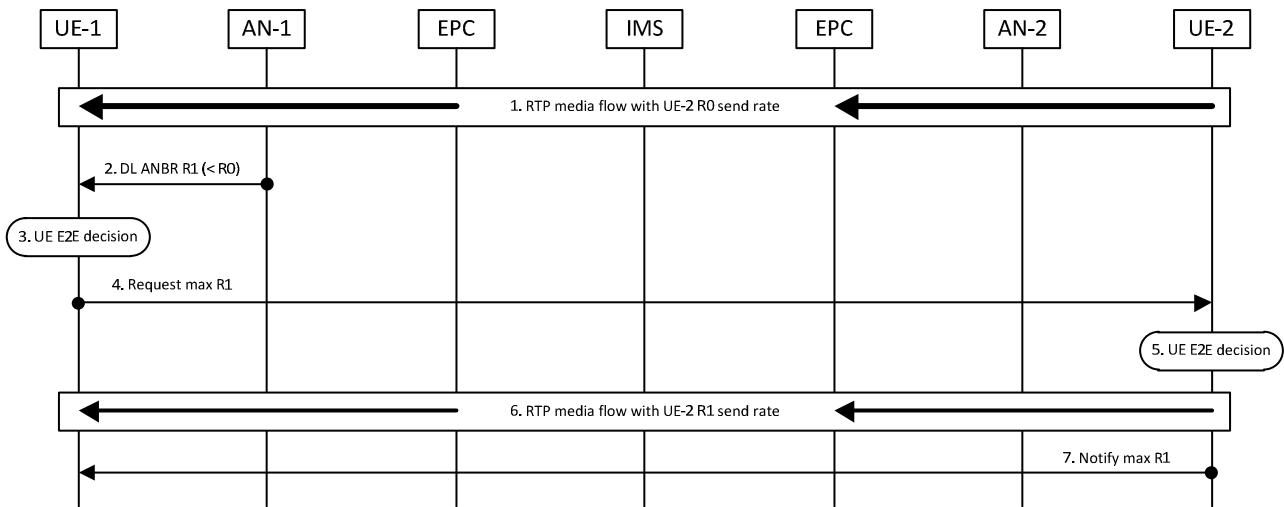 UE-1
AN-1
EPC
IMS
EPC
AN-2
UE-2
1. RTP media flow with UE-2 R0 send rate
2. DL ANBR R1 (< R0)
3. UE E2E decision
4. Request max R1
5. UE E2E decision
6. RTP media flow with UE-2 R1 send rate
7. Notify max R1